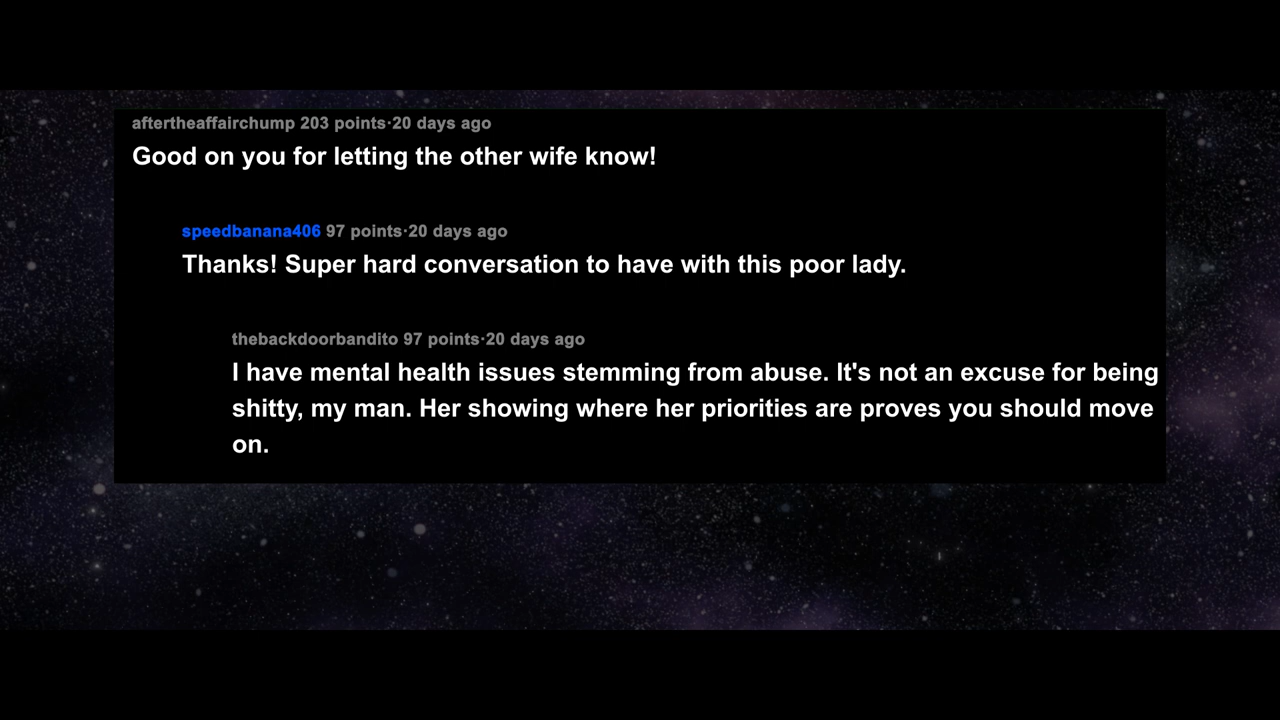 aftertheaffairchump 203 points·20 days ago
Good on you for letting the other wife know!
speedbanana406 97 points·20 days ago
Thanks! Super hard conversation to have with this poor lady.
thebackdoorbandito 97 points·20 days ago
I have mental health issues stemming from abuse. It's not an excuse for being
shitty, my man. Her showing where her priorities are proves you should move
on.